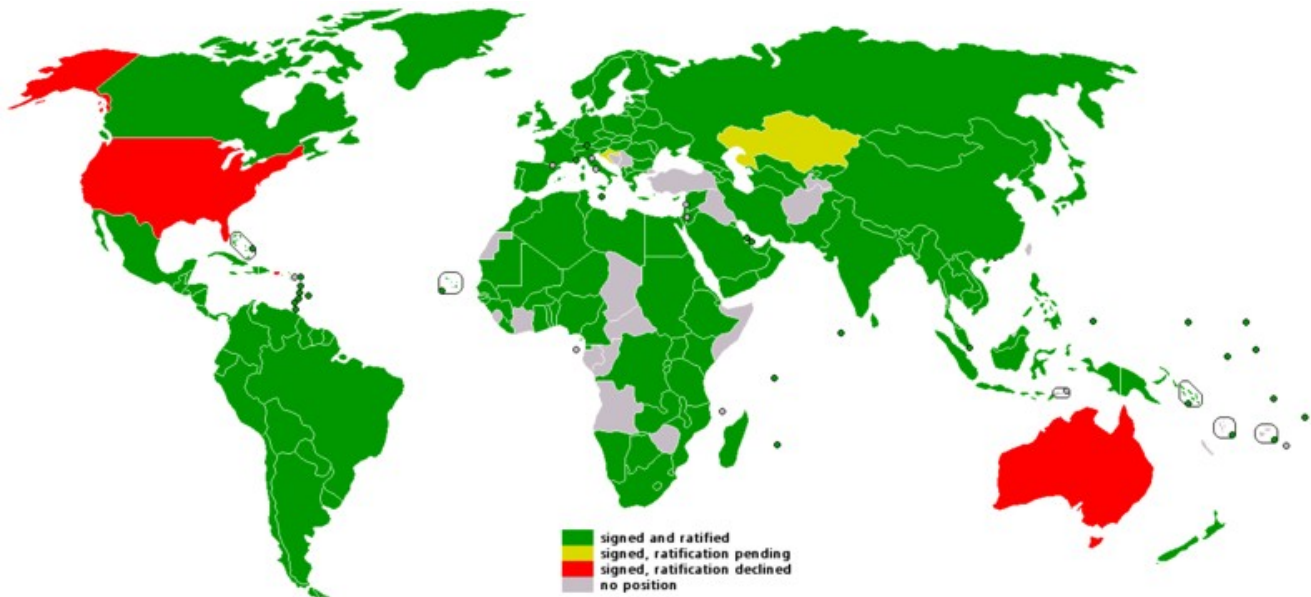 signed and ratified
signed, ratification pending
signed, ratification declined
no position